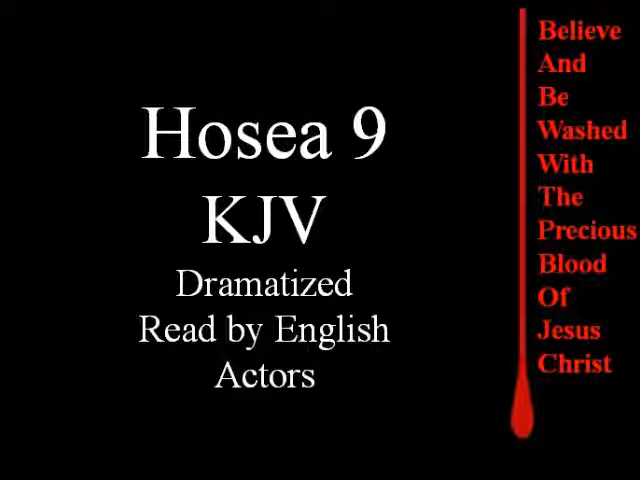 Hosea 9
KJV
Dramatized
Read by English
Actors
Believe
And
Be
Washed
With
The
Precious
Blood
Of
Jesus
Christ